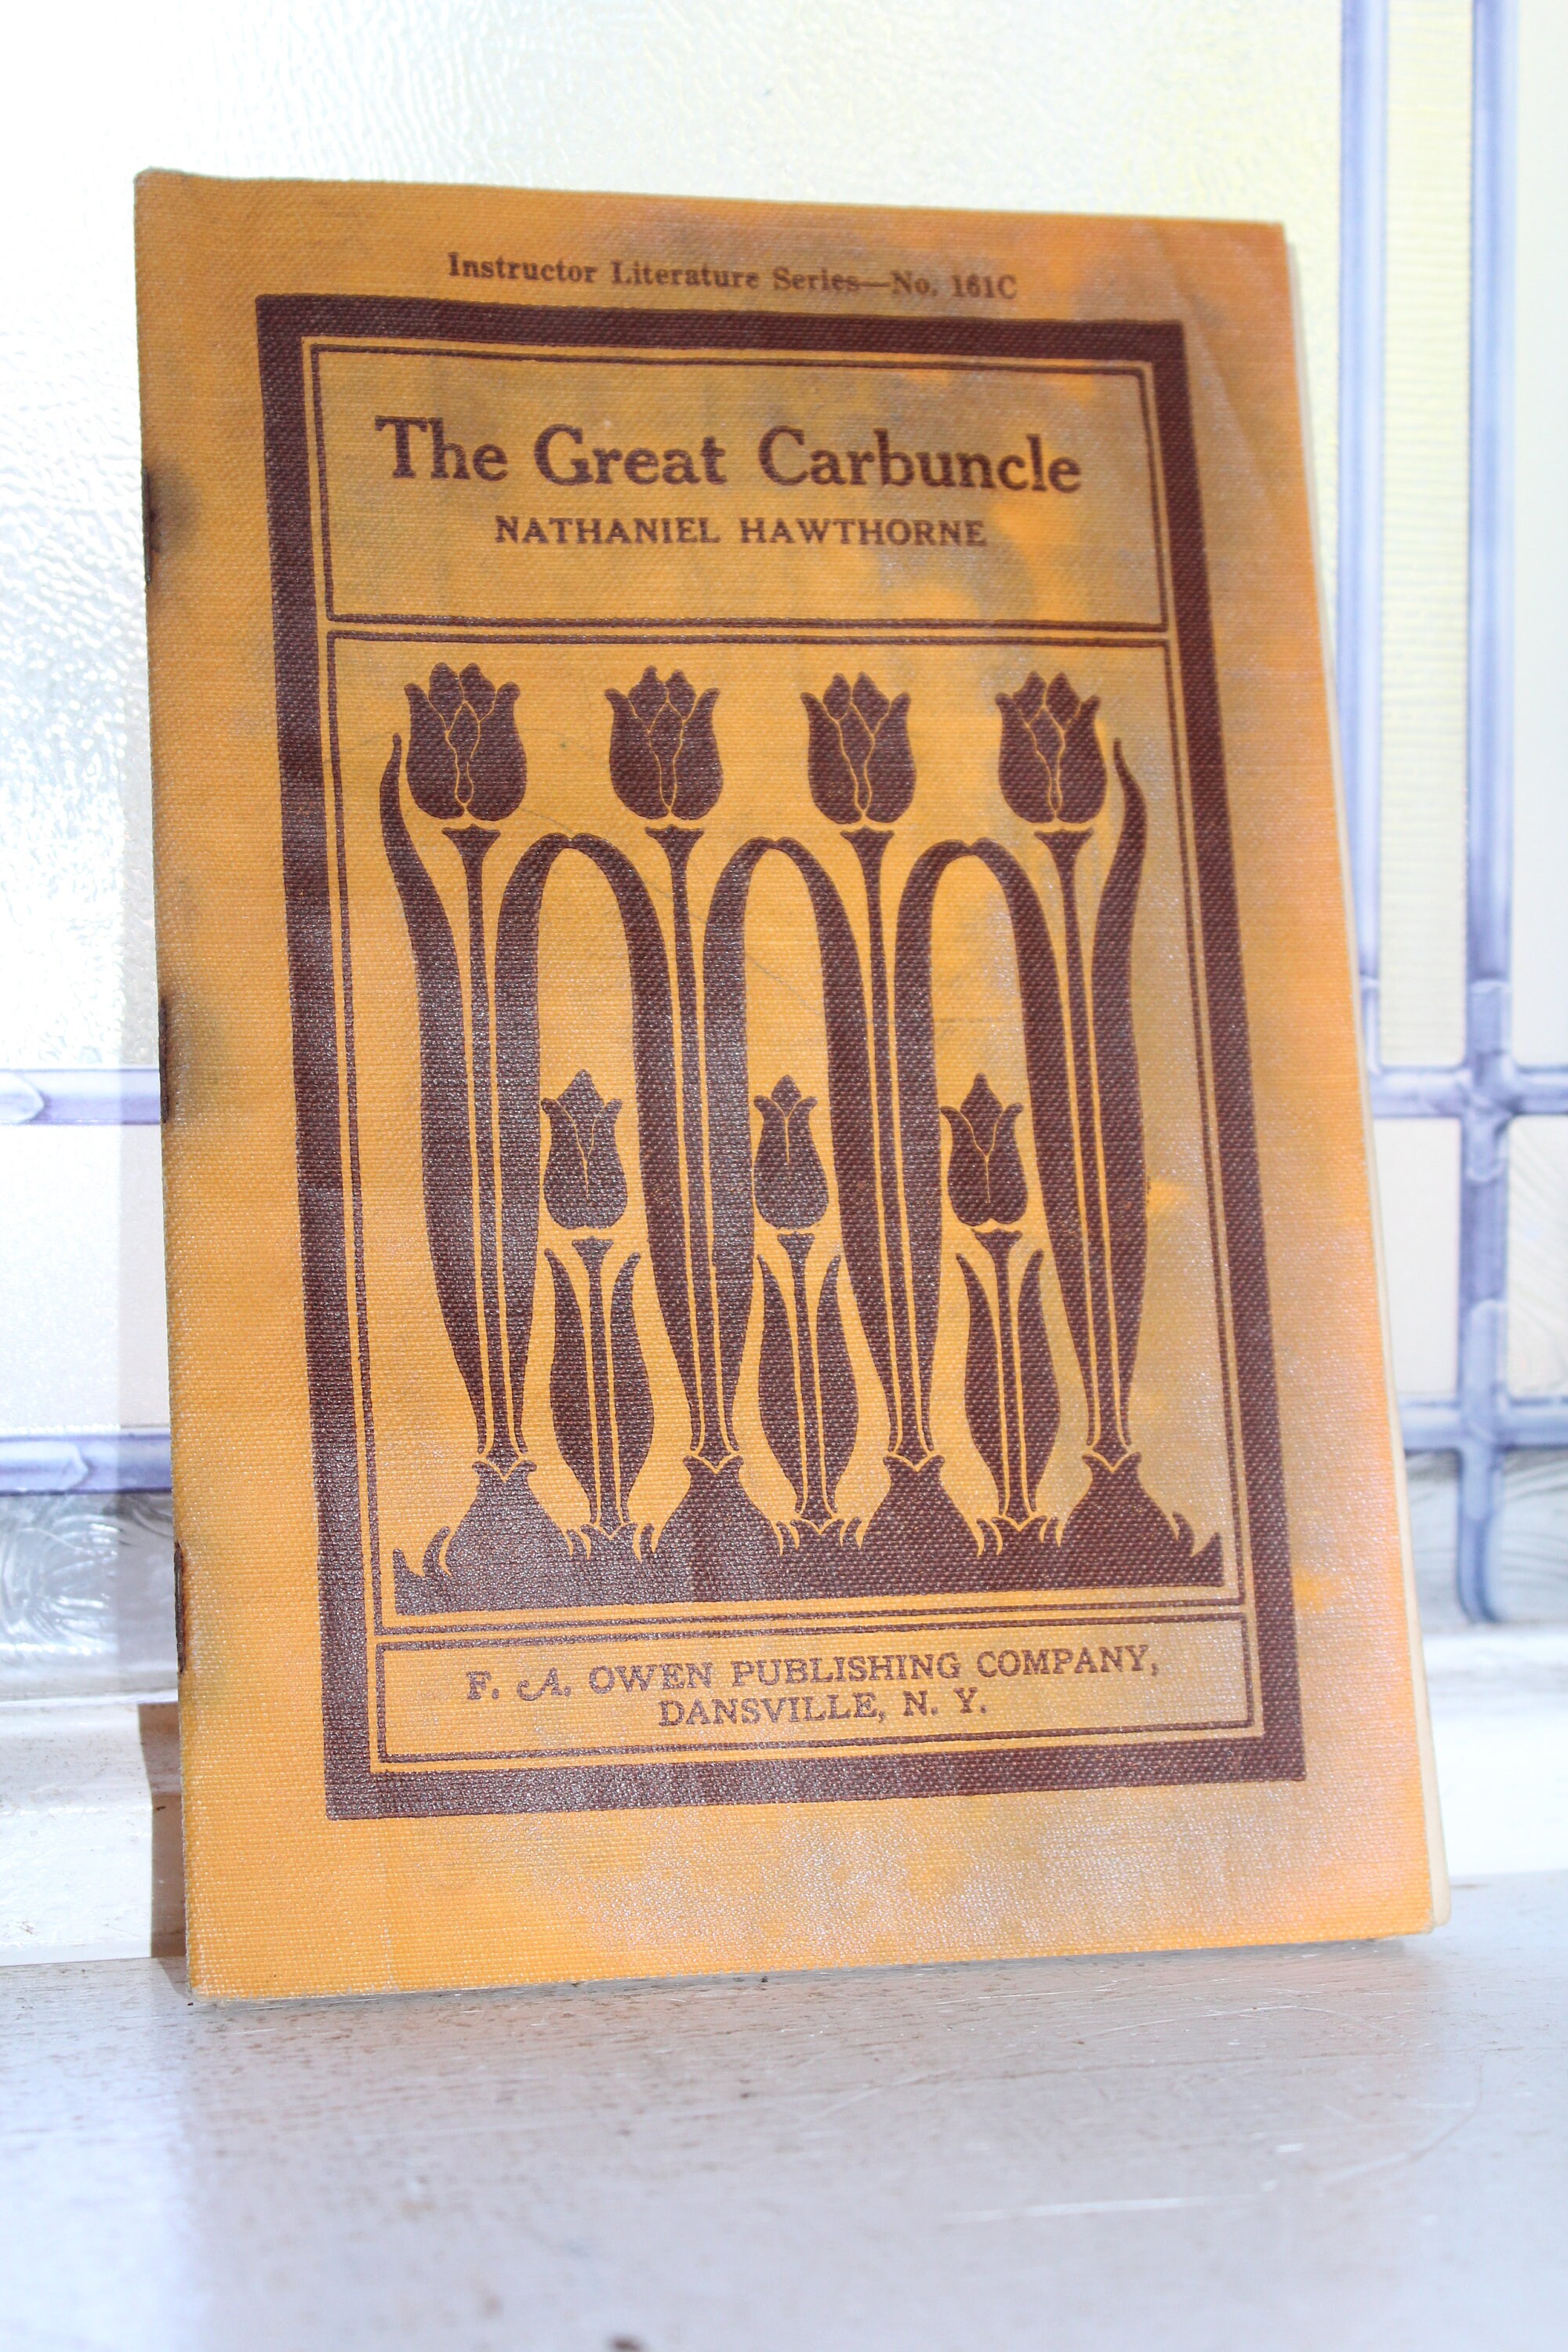 Instructor Literature Series—No. 161C
The Great Carbuncle
NATHANIEL HAWTHORNE
F. A. OWEN PUBLISHING COMPANY,
DANSVILLE, N. Y.